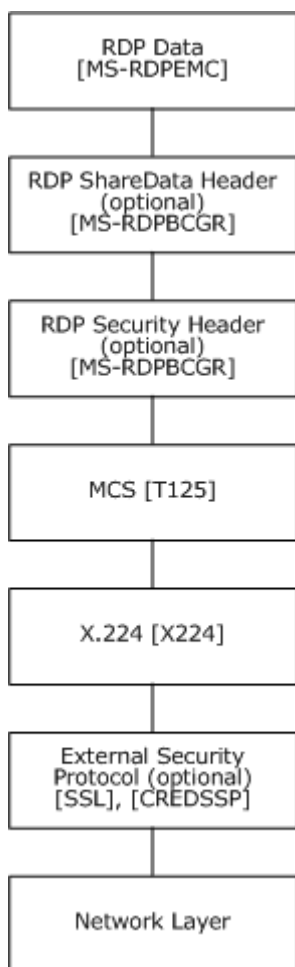 RDP Data
[MS-RDPEMC]
RDP ShareData Header
(optional)
[MS-RDPBCGR]
RDP Security Header
(optional)
[MS-RDPBCGR]
MCS [T125]
X.224 [X224]
External Security
Protocol (optional)
[SSL], [CREDSSP]
Network Layer